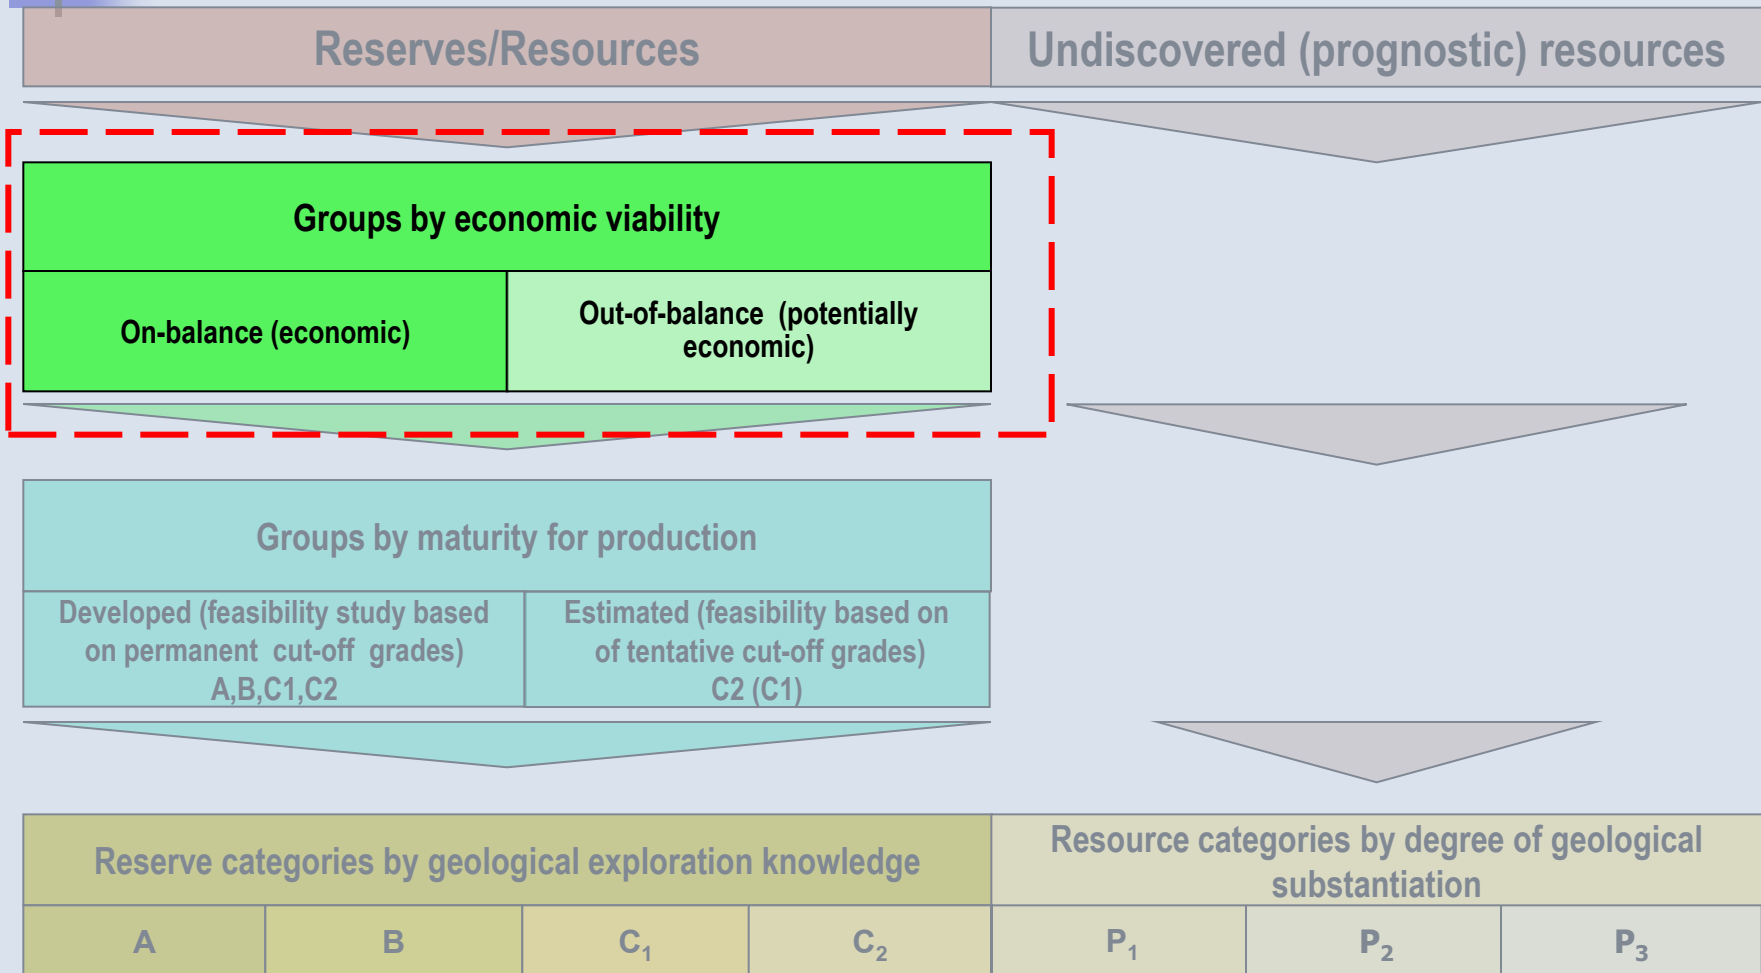 Reserves/Resources
Undiscovered (prognostic) resources
Groups by economic viability
On-balance (economic)
Out-of-balance (potentially
economic)
Groups by maturity for production
Developed (feasibility study based
on permanent cut-off grades)
A,B,C1,C2
Estimated (feasibility based on
of tentative cut-off grades)
C2 (C1)
Reserve categories by geological exploration knowledge
Resource categories by degree of geological
substantiation
A
B
C₁
C₂
P₁
P₂
P₃